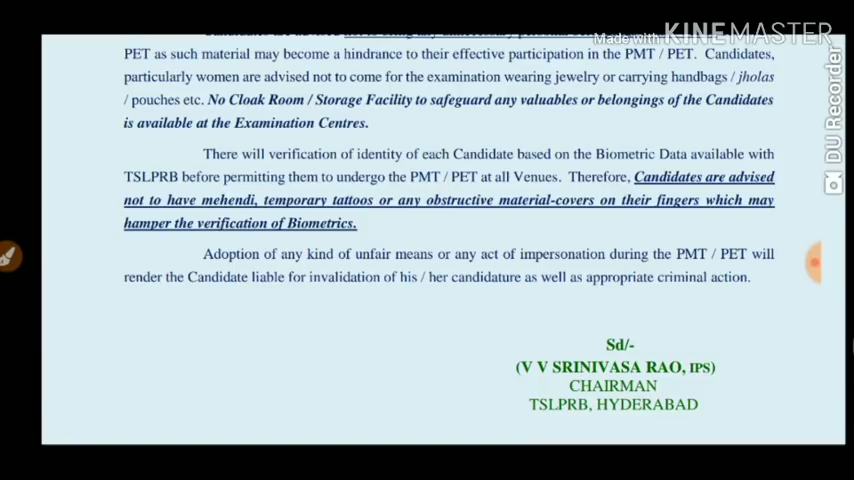 Made with KINEMASTER
PET as such material may become a hindrance to their effective participation in the PMT / PET. Candidates,
particularly women are advised not to come for the examination wearing jewelry or carrying handbags / jholas
/ pouches etc. No Cloak Room / Storage Facility to safeguard any valuables or belongings of the Candidates
is available at the Examination Centres.
There will verification of identity of each Candidate based on the Biometric Data available with
TSLPRB before permitting them to undergo the PMT / PET at all Venues. Therefore, Candidates are advised
not to have mehendi, temporary tattoos or any obstructive material-covers on their fingers which may
hamper the verification of Biometrics.
Adoption of any kind of unfair means or any act of impersonation during the PMT / PET will
render the Candidate liable for invalidation of his / her candidature as well as appropriate criminal action.
Sd/-
(V V SRINIVASA RAO, IPS)
CHAIRMAN
TSLPRB, HYDERABAD
DU Recorder